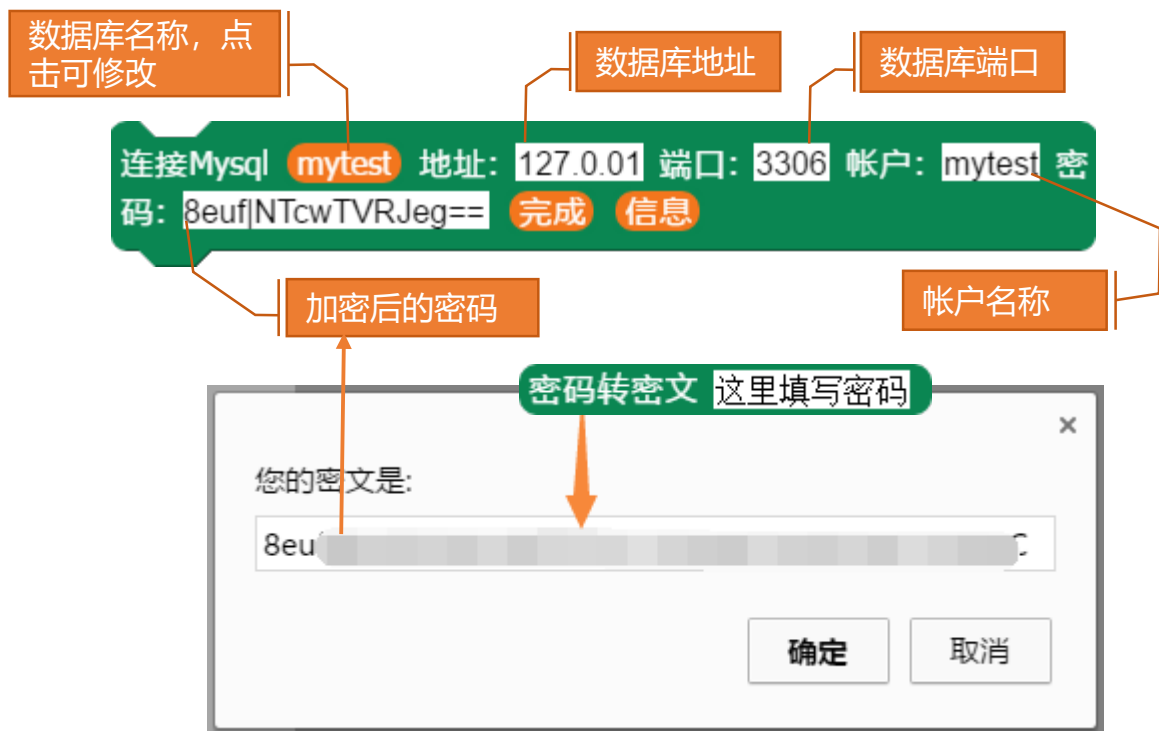 数据库名称，点
击可修改
数据库地址
数据库端口
连接Mysql mytest 地址: 127.0.01 端口: 3306 帐户: mytest 密
码: 8euf|NTcwTVRJeg== 完成 信息
加密后的密码
帐户名称
密码转密文 这里填写密码
×
您的密文是:
8eu
确定 取消